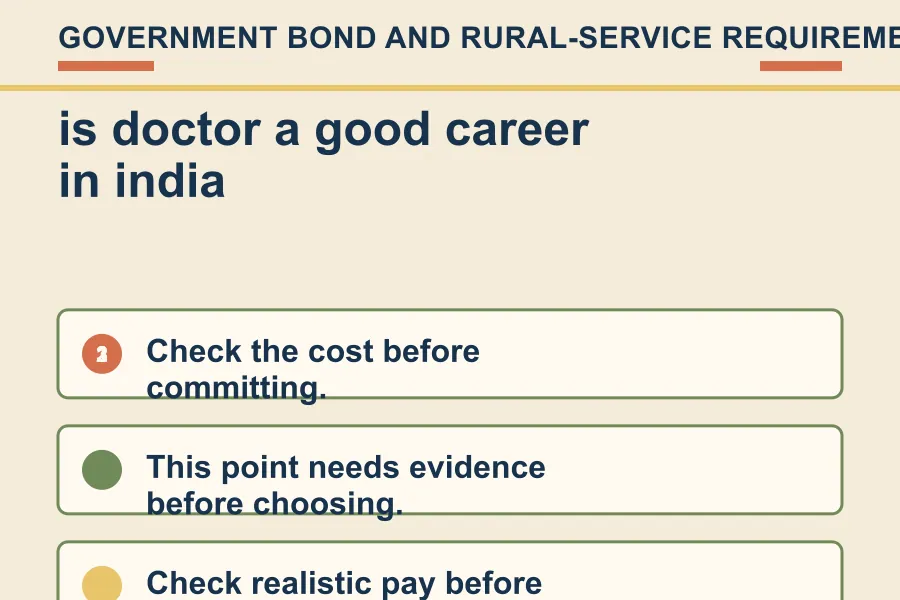 GOVERNMENT BOND AND RURAL-SERVICE
is doctor a good career
in india
Check the cost before
committing.
This point needs evidence
before choosing.
Check realistic pay before